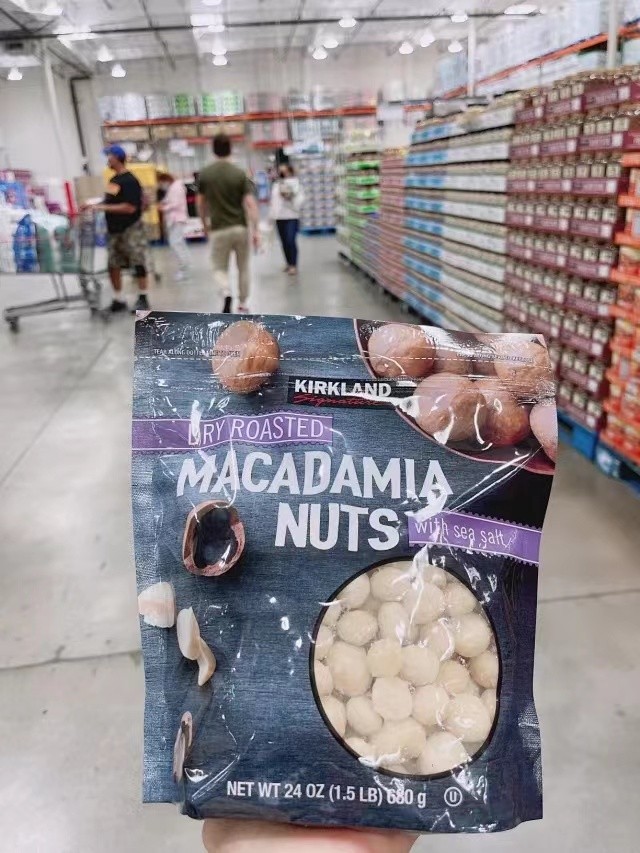 KIRKLAND
Signature
DRY ROASTED
MACADAMIA
NUTS
with sea salt
NET WT 24 OZ (1.5 LB) 680 g U